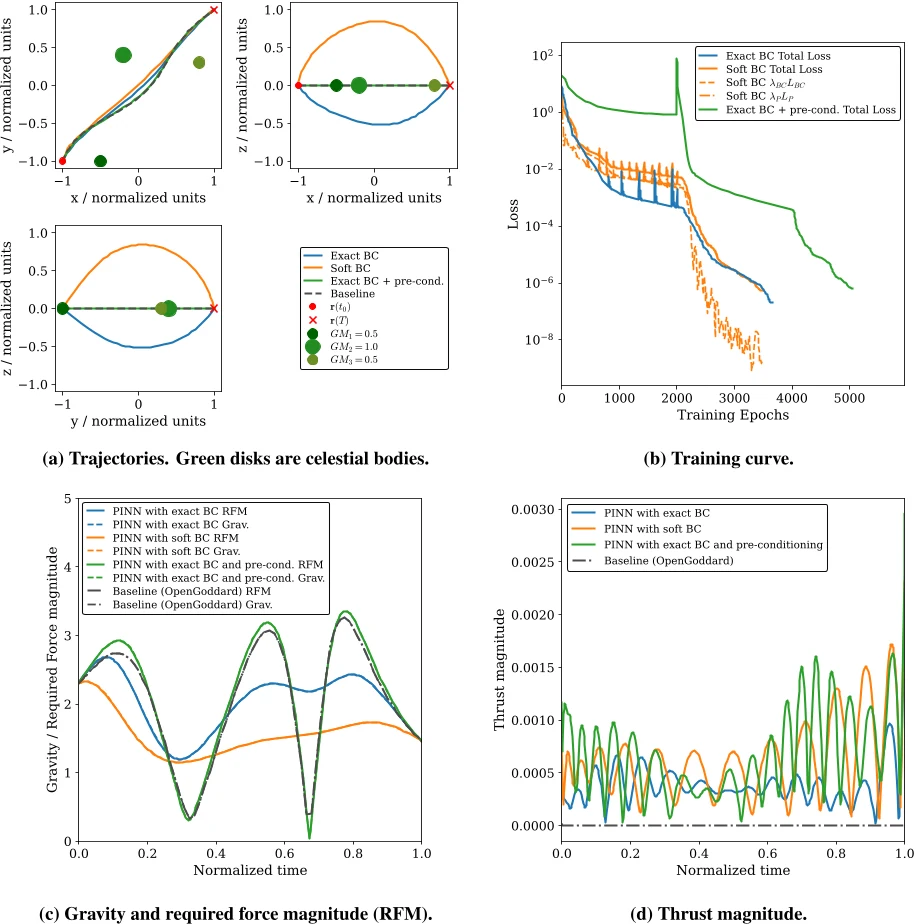 1.0
0.5
0.0
−0.5
−1.0
y / normalized units
−1
0
1
x / normalized units
1.0
0.5
0.0
−0.5
−1.0
z / normalized units
−1
0
1
x / normalized units
1.0
0.5
0.0
−0.5
−1.0
z / normalized units
−1
0
1
y / normalized units
Exact BC
Soft BC
Exact BC + pre-cond.
Baseline
r(t₀)
r(T)
GM₁ = 0.5
GM₂ = 1.0
GM₃ = 0.5
(a) Trajectories. Green disks are celestial bodies.
10²
10⁰
10⁻²
10⁻⁴
10⁻⁶
10⁻⁸
Loss
Exact BC Total Loss
Soft BC Total Loss
Soft BC λ_BC L_BC
Soft BC λ_P L_P
Exact BC + pre-cond. Total Loss
0
1000
2000
3000
4000
5000
Training Epochs
(b) Training curve.
5
4
3
2
1
0
Gravity / Required Force magnitude
PINN with exact BC RFM
PINN with exact BC Grav.
PINN with soft BC RFM
PINN with soft BC Grav.
PINN with exact BC and pre-cond. RFM
PINN with exact BC and pre-cond. Grav.
Baseline (OpenGoddard) RFM
Baseline (OpenGoddard) Grav.
0.0
0.2
0.4
0.6
0.8
1.0
Normalized time
(c) Gravity and required force magnitude (RFM).
0.0030
0.0025
0.0020
0.0015
0.0010
0.0005
0.0000
Thrust magnitude
PINN with exact BC
PINN with soft BC
PINN with exact BC and pre-conditioning
Baseline (OpenGoddard)
0.0
0.2
0.4
0.6
0.8
1.0
Normalized time
(d) Thrust magnitude.